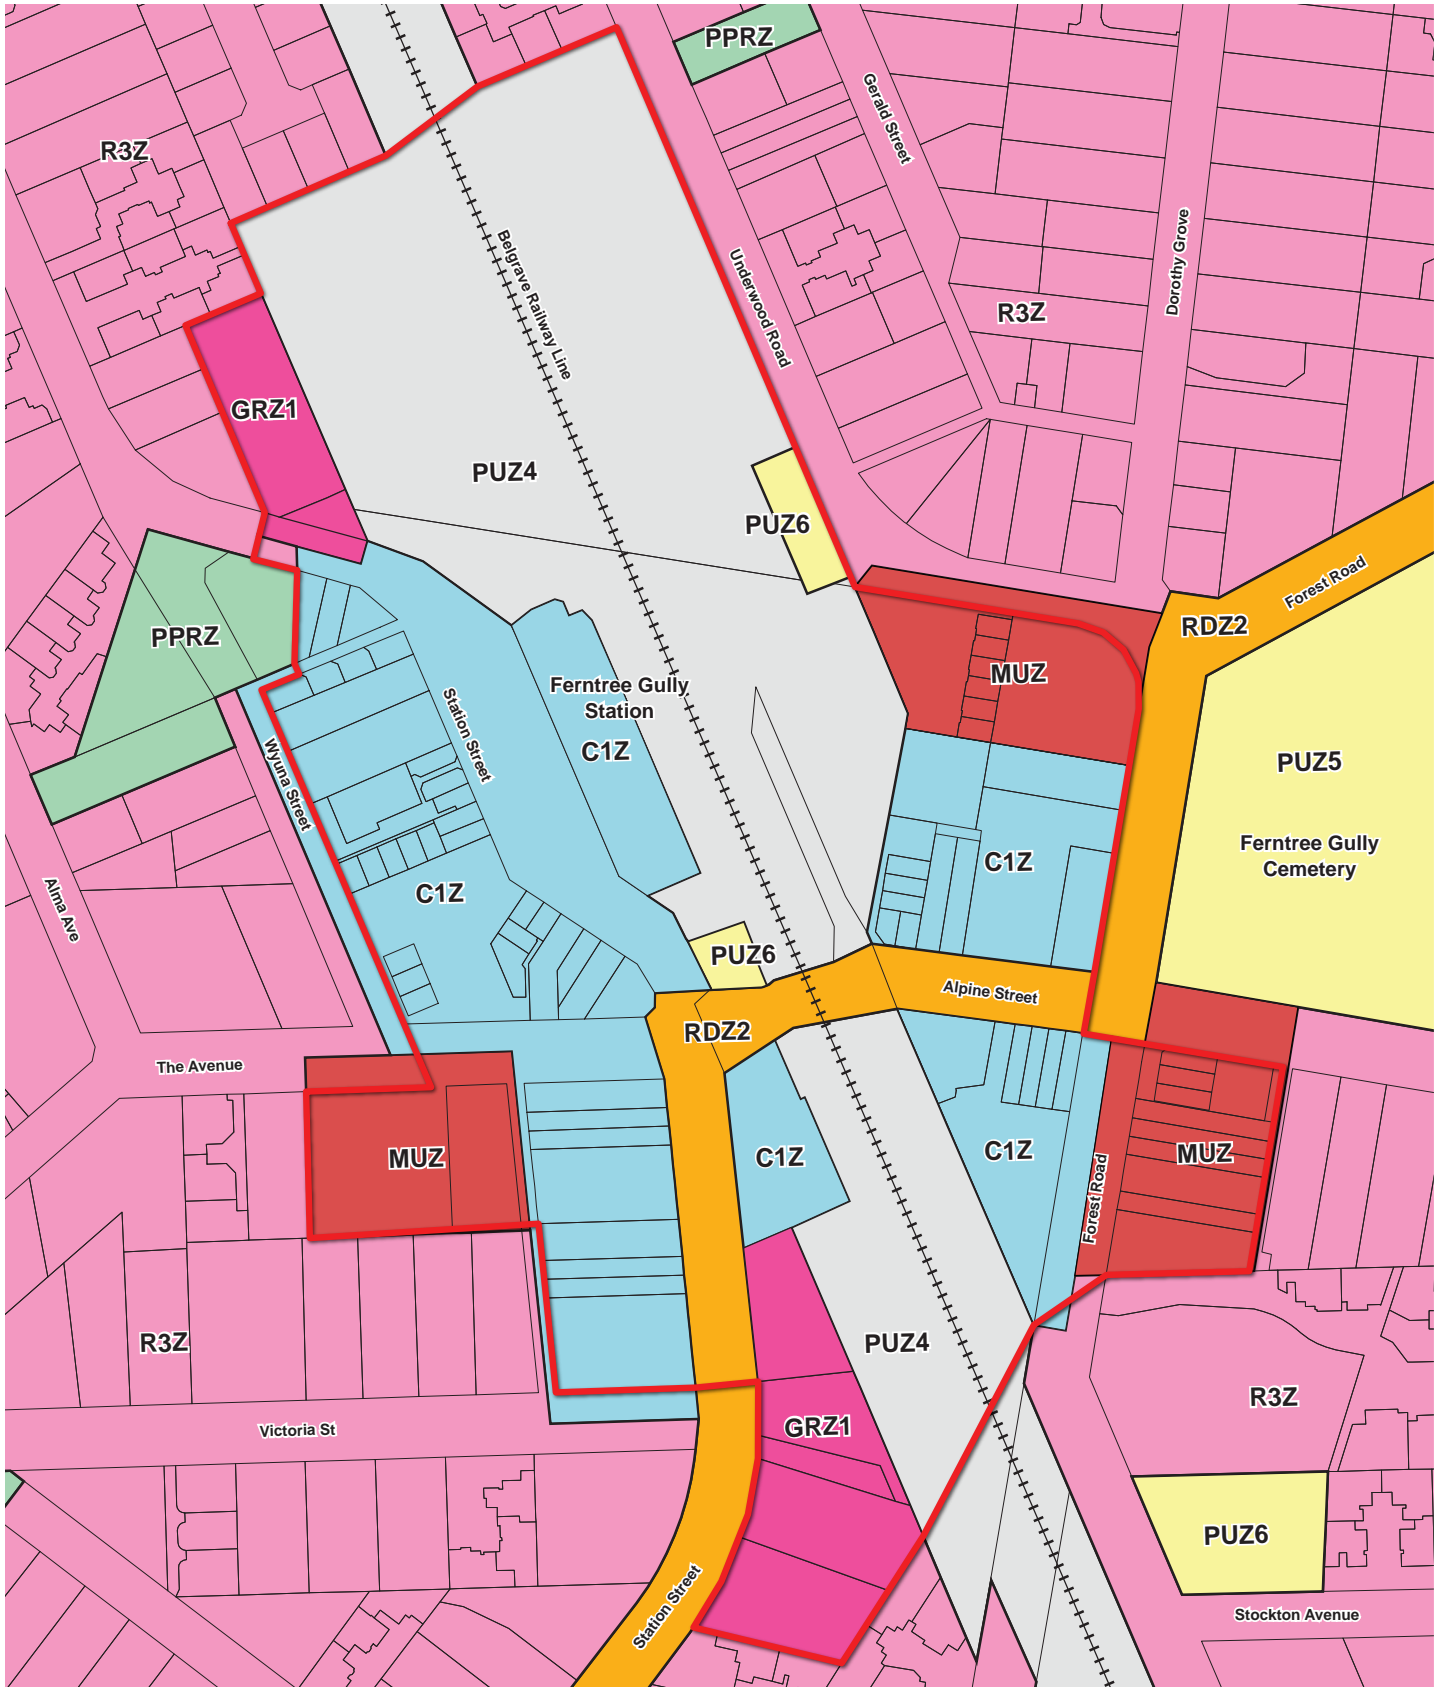 PPRZ
Gerald Street
R3Z
Dorothy Grove
Belgrave Railway Line
Underwood Road
R3Z
GRZ1
PUZ4
PUZ6
Forest Road
RDZ2
PPRZ
MUZ
Ferntree Gully
Station
Station Street
C1Z
PUZ5
Wyuna Street
Ferntree Gully
Cemetery
C1Z
C1Z
Alma Ave
PUZ6
Alpine Street
RDZ2
The Avenue
MUZ
C1Z
C1Z
MUZ
Forest Road
R3Z
PUZ4
R3Z
Victoria St
GRZ1
PUZ6
Station Street
Stockton Avenue